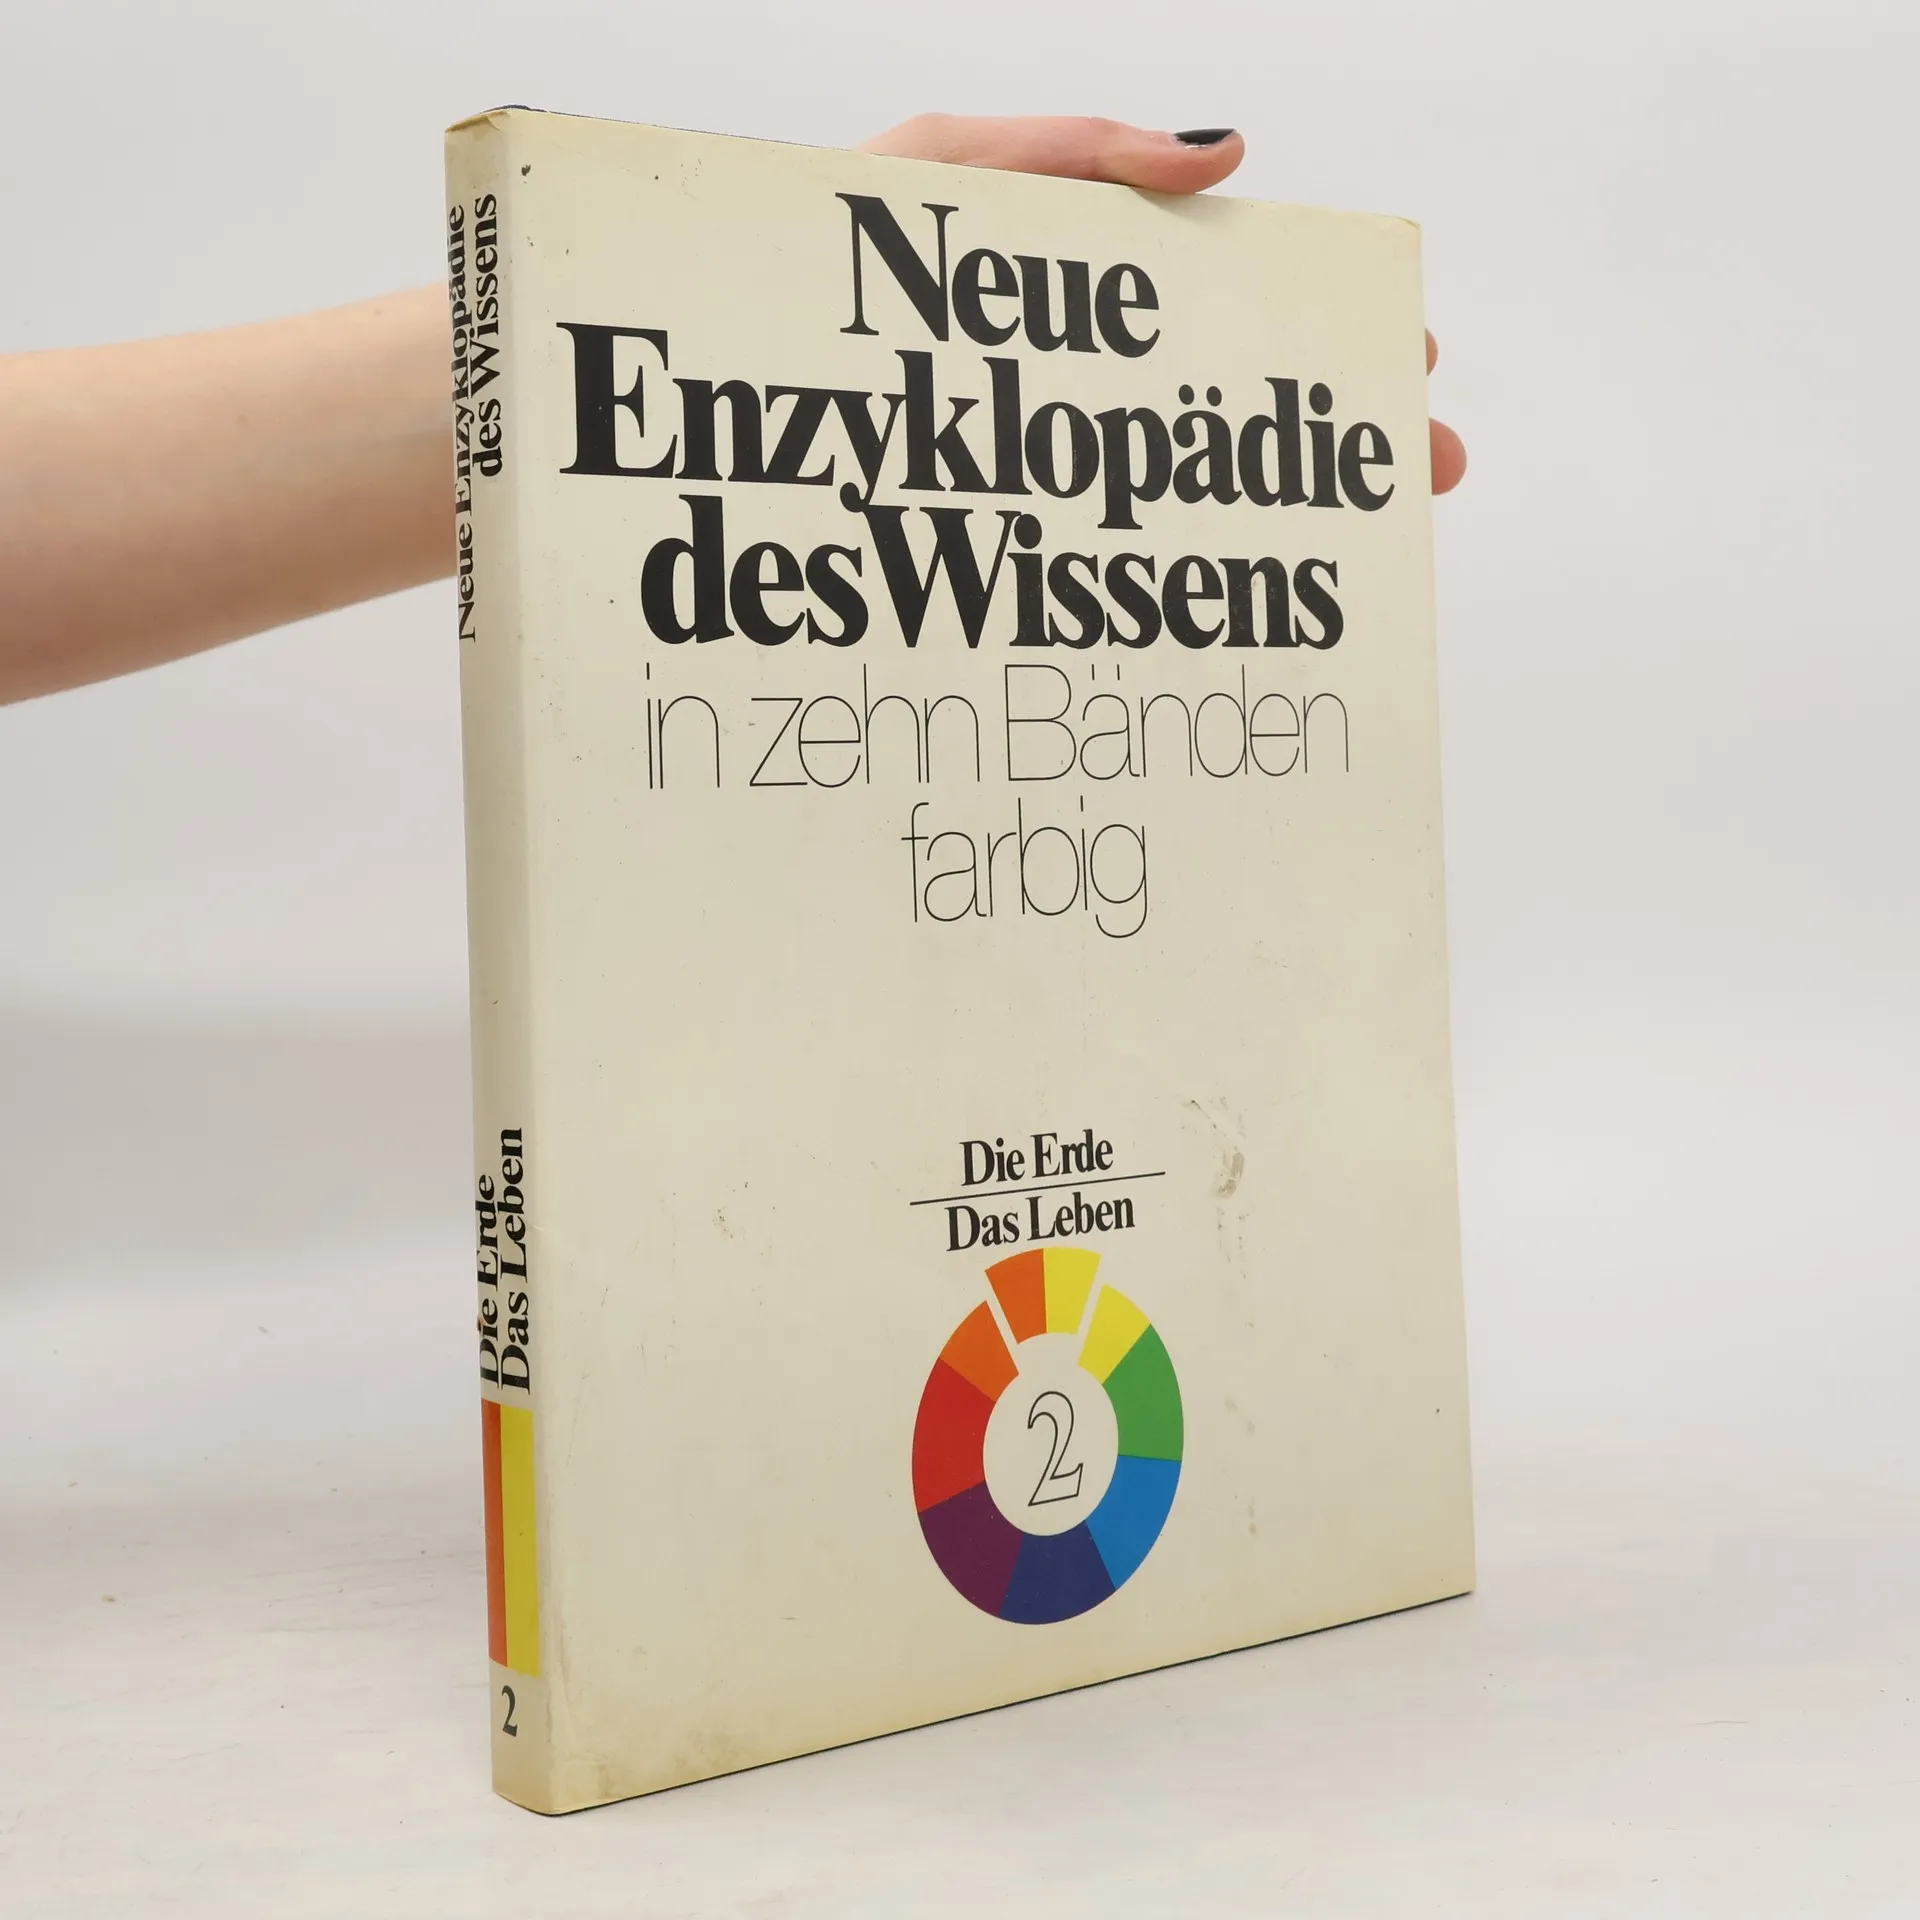 Neue Enzyklopädie
des Wissens
Die Erde
Das Leben
2
Neue
Enzyklopädie
des Wissens
in zehn Bänden
farbig
Die Erde
Das Leben
2